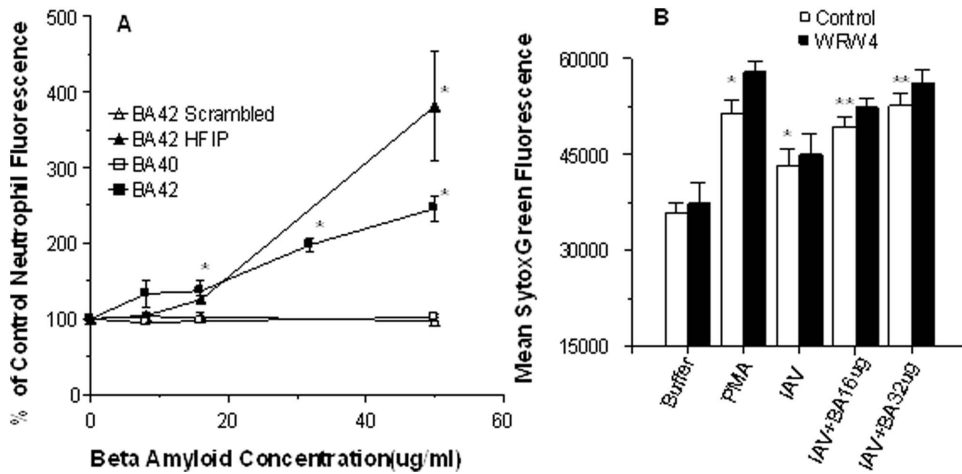 A
% of Control Neutrophil Fluorescence
500
400
300
200
100
0
BA42 Scrambled
BA42 HFIP
BA40
BA42
*
*
*
*
0 20 40 60
Beta Amyloid Concentration(ug/ml)
B
Control
WRW4
Mean SytoxGreen Fluorescence
60000
45000
30000
15000
*
*
**
**
Buffer
PMA
IAV
IAV+BA16ug
IAV+BA32ug